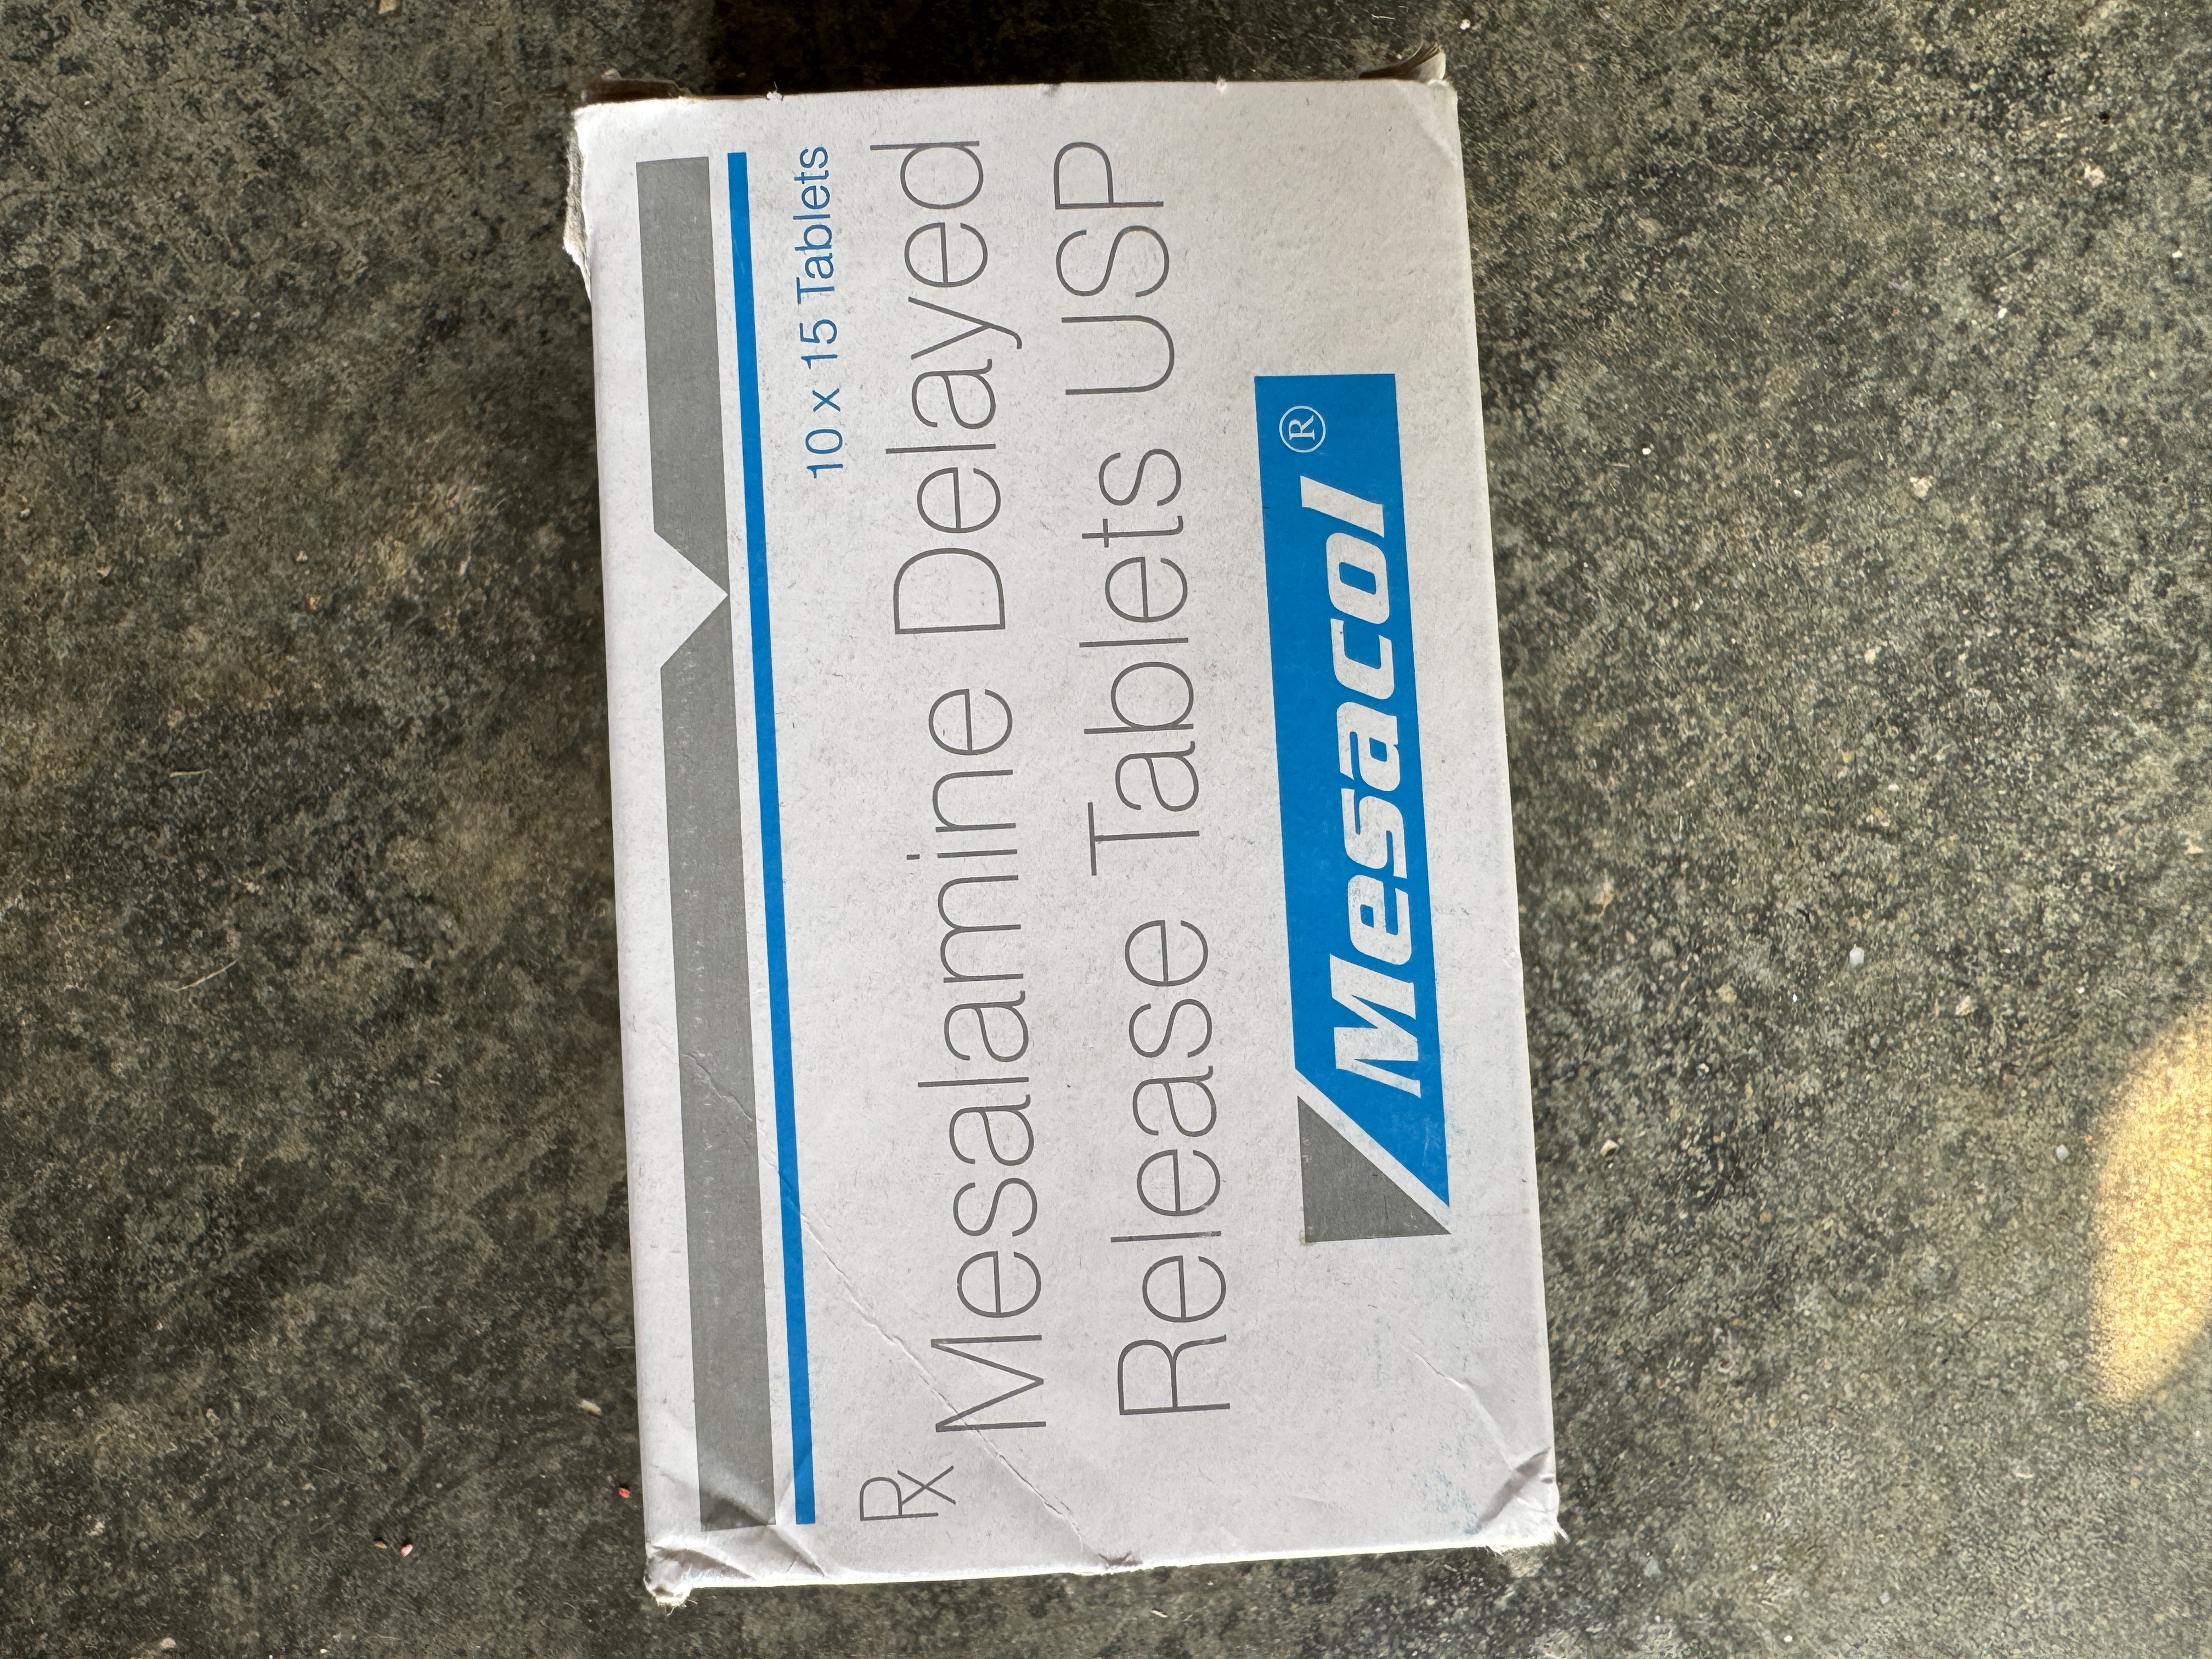 10 x 15 Tablets
Rx Mesalamine Delayed
Release Tablets USP
Mesacol®